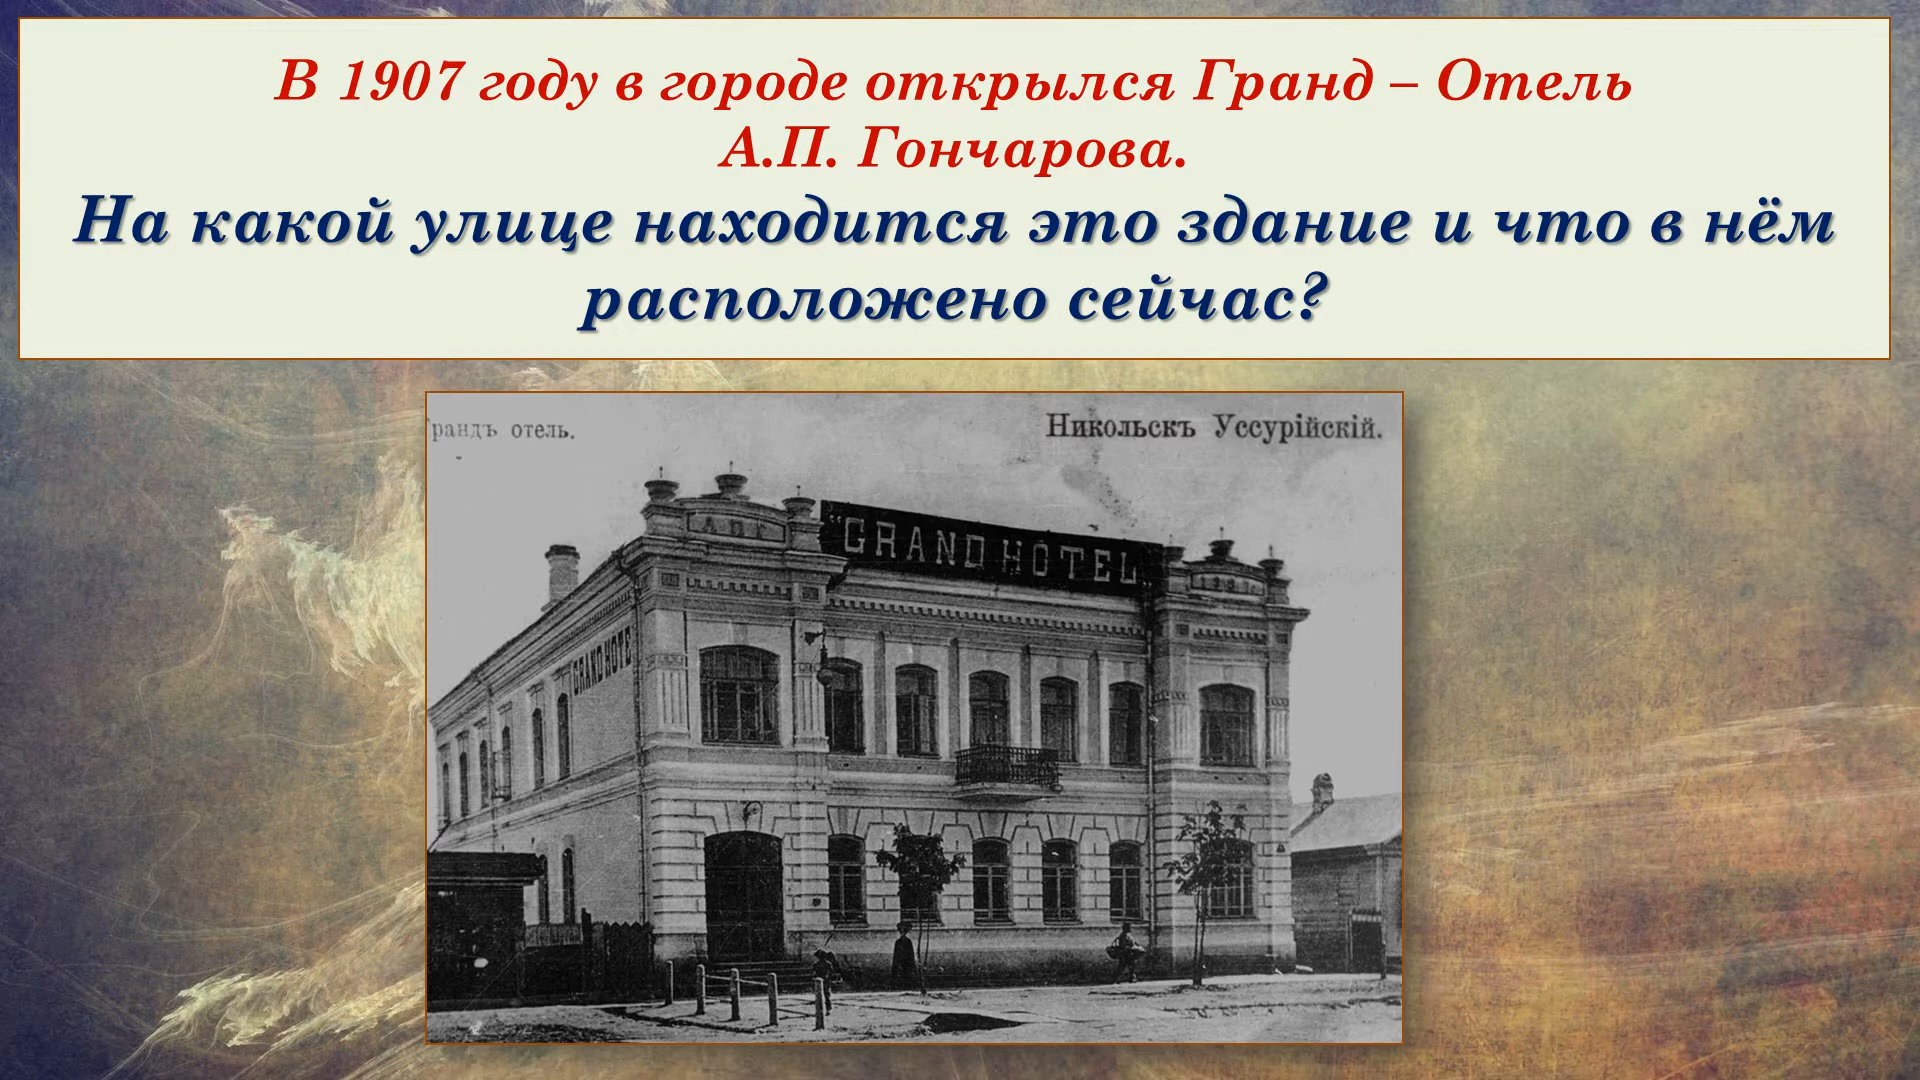 В 1907 году в городе открылся Гранд – Отель
А.П. Гончарова.
На какой улице находится это здание и что в нём
расположено сейчас?
Грандъ отель.
Никольскъ Уссурійскій.
А П Г
"GRAND HOTEL"
GRAND HOTE